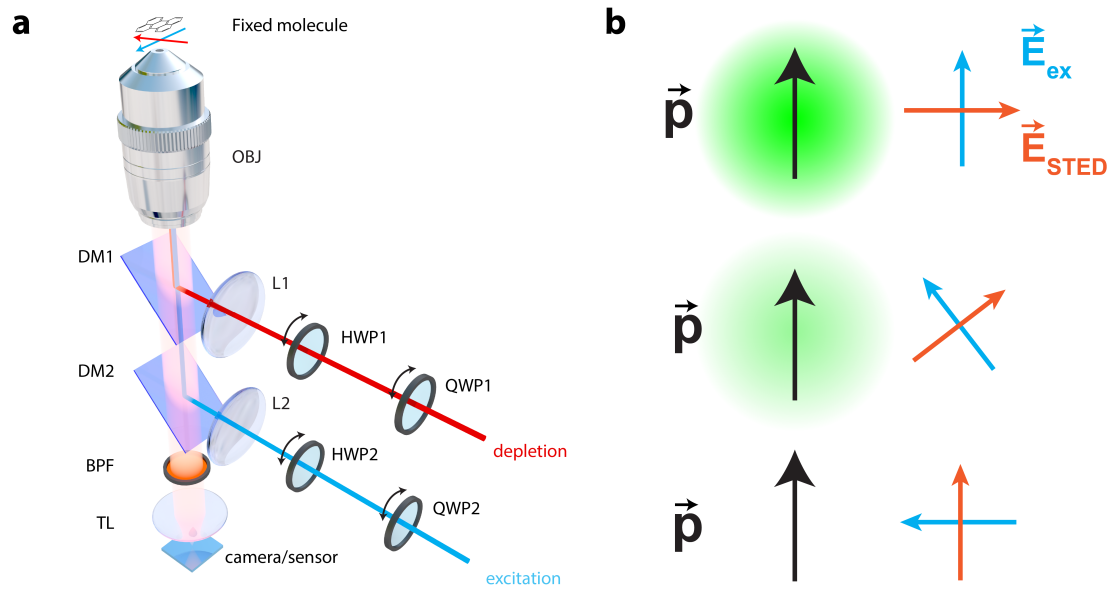 a
Fixed molecule
OBJ
DM1
L1
HWP1
QWP1
DM2
L2
depletion
HWP2
BPF
QWP2
TL
camera/sensor
excitation
b
p
E ex
E STED
p
p